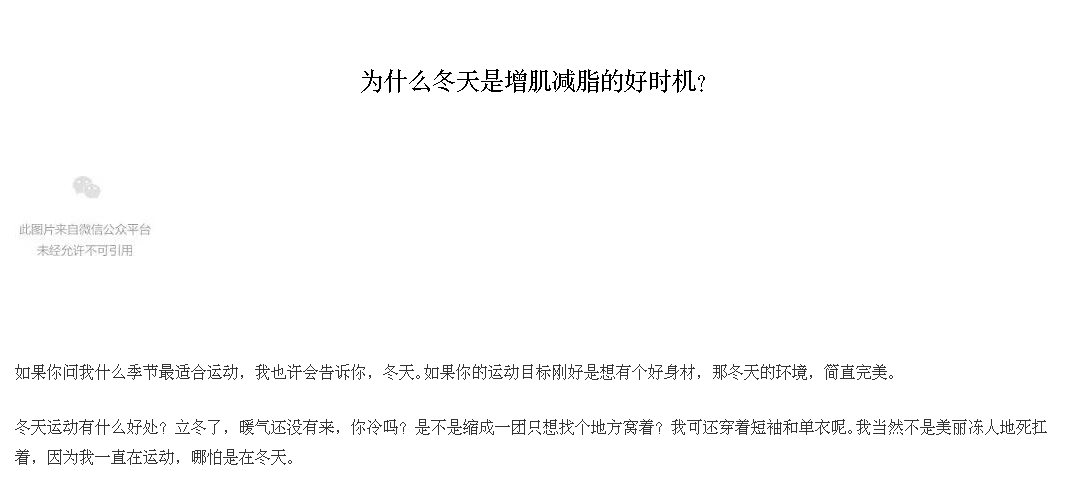 为什么冬天是增肌减脂的好时机？
此图片来自微信公众平台
未经允许不可引用
如果你问我什么季节最适合运动，我也许会告诉你，冬天。如果你的运动目标刚好是想有个好身材，那冬天的环境，简直完美。
冬天运动有什么好处？立冬了，暖气还没有来，你冷吗？是不是缩成一团只想找个地方窝着？我可还穿着短袖和单衣呢。我当然不是美丽冻人地死扛
着，因为我一直在运动，哪怕是在冬天。